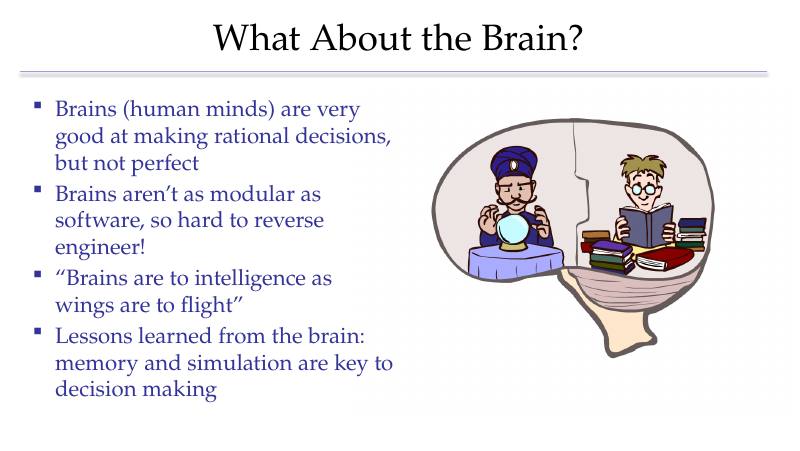 What About the Brain?
▪ Brains (human minds) are very
good at making rational decisions,
but not perfect
▪ Brains aren’t as modular as
software, so hard to reverse
engineer!
▪ “Brains are to intelligence as
wings are to flight”
▪ Lessons learned from the brain:
memory and simulation are key to
decision making